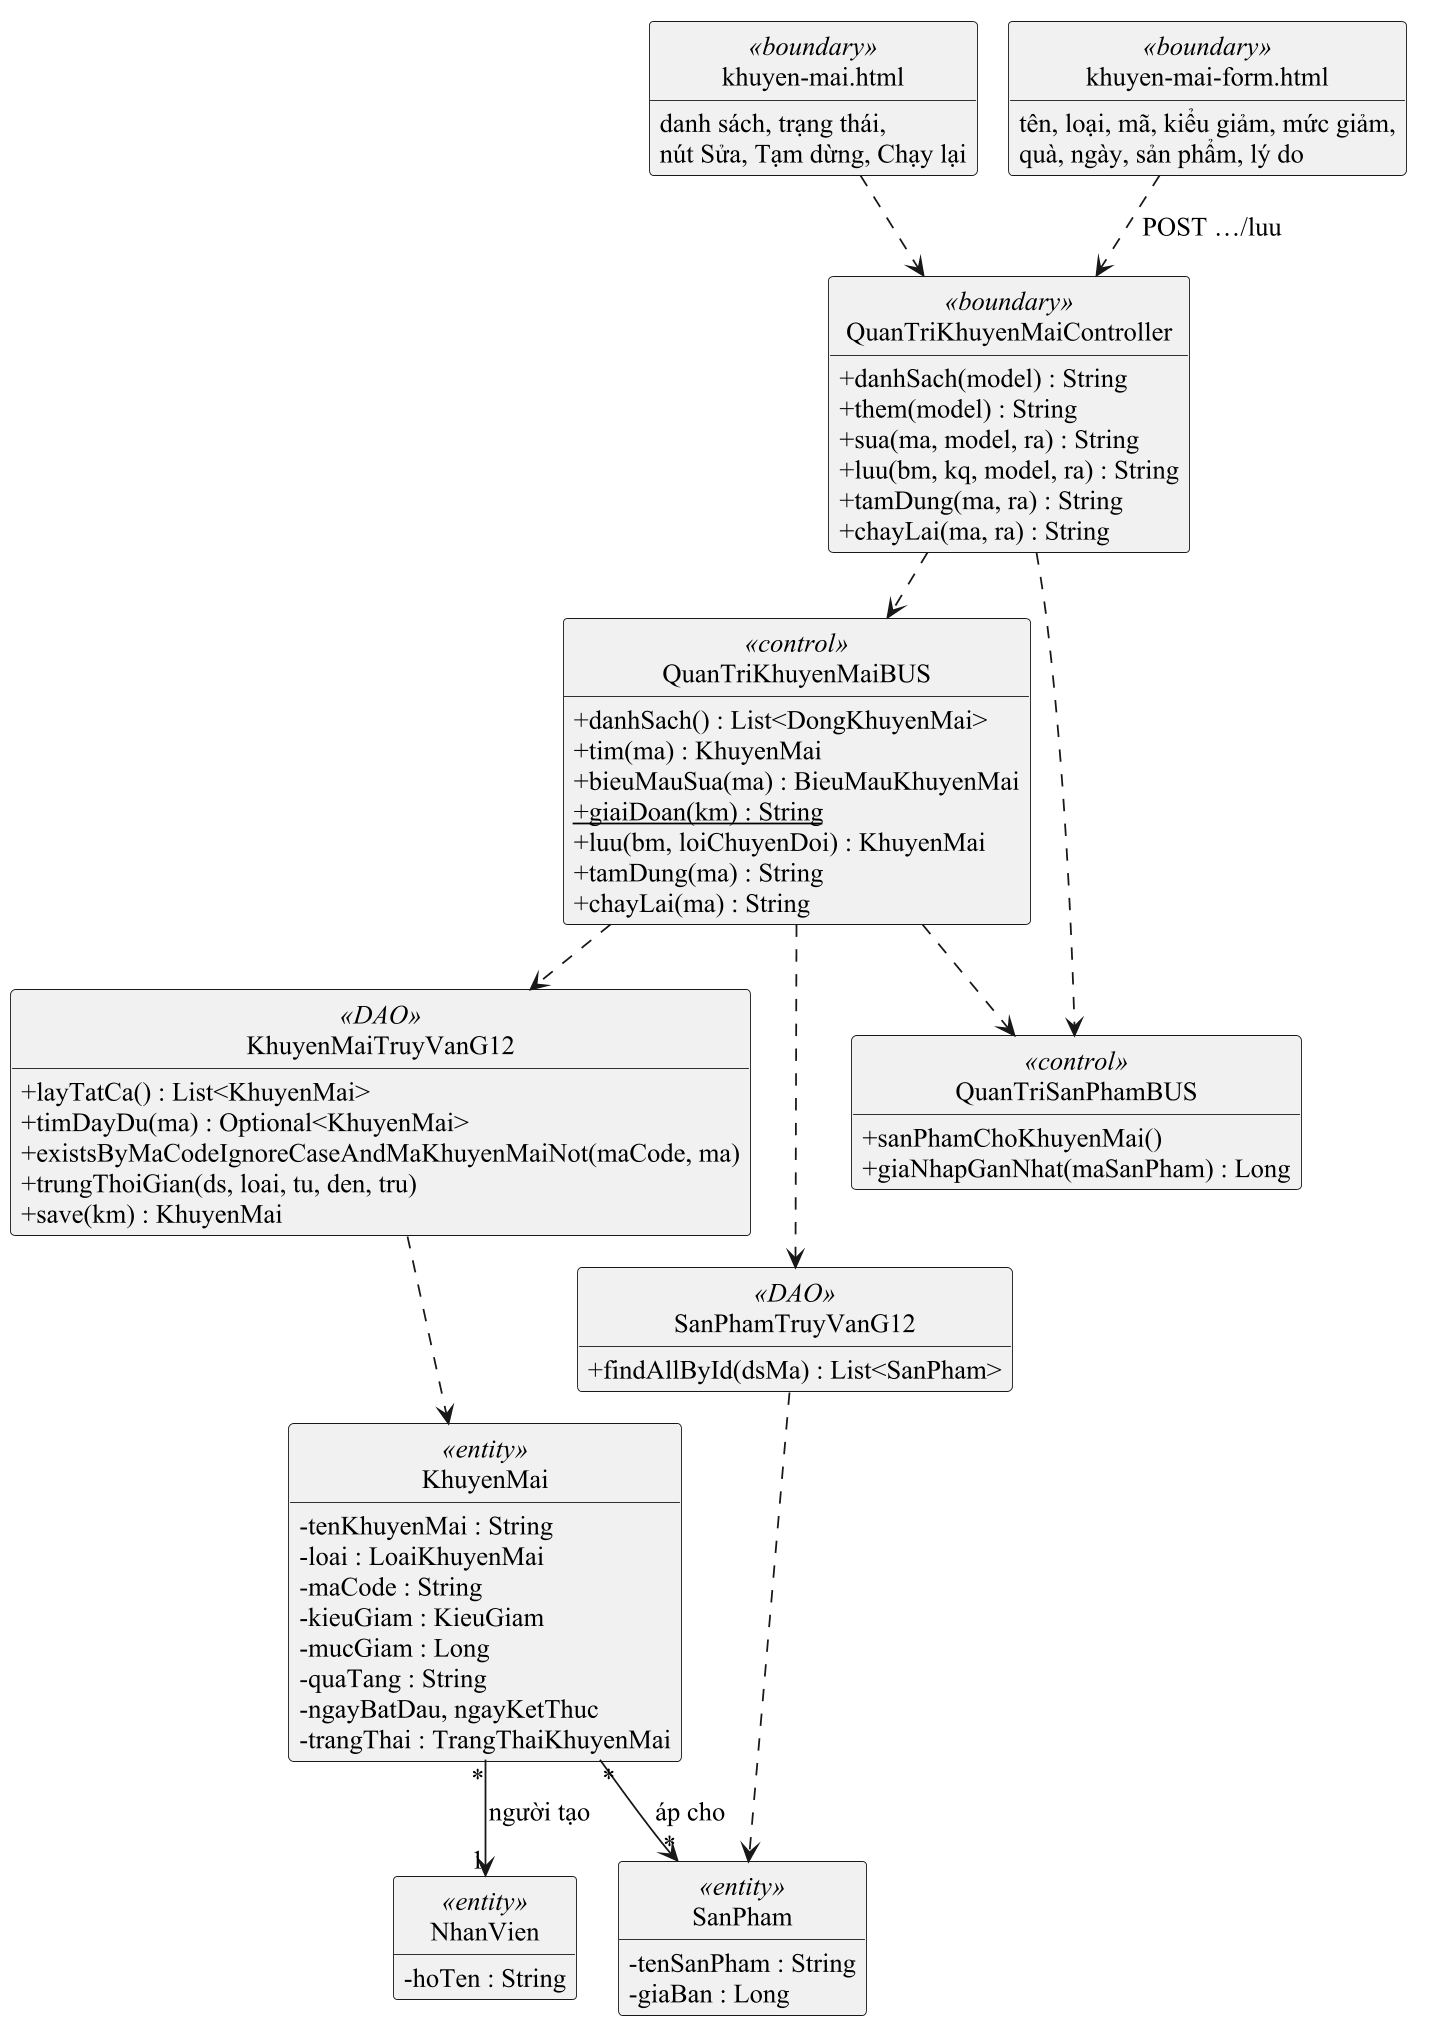 «boundary»
khuyen-mai.html
danh sách, trạng thái,
nút Sửa, Tạm dừng, Chạy lại
«boundary»
khuyen-mai-form.html
tên, loại, mã, kiểu giảm, mức giảm,
quà, ngày, sản phẩm, lý do
POST …/luu
«boundary»
QuanTriKhuyenMaiController
+danhSach(model) : String
+them(model) : String
+sua(ma, model, ra) : String
+luu(bm, kq, model, ra) : String
+tamDung(ma, ra) : String
+chayLai(ma, ra) : String
«control»
QuanTriKhuyenMaiBUS
+danhSach() : List<DongKhuyenMai>
+tim(ma) : KhuyenMai
+bieuMauSua(ma) : BieuMauKhuyenMai
+giaiDoan(km) : String
+luu(bm, loiChuyenDoi) : KhuyenMai
+tamDung(ma) : String
+chayLai(ma) : String
«DAO»
KhuyenMaiTruyVanG12
+layTatCa() : List<KhuyenMai>
+timDayDu(ma) : Optional<KhuyenMai>
+existsByMaCodeIgnoreCaseAndMaKhuyenMaiNot(maCode, ma)
+trungThoiGian(ds, loai, tu, den, tru)
+save(km) : KhuyenMai
«control»
QuanTriSanPhamBUS
+sanPhamChoKhuyenMai()
+giaNhapGanNhat(maSanPham) : Long
«DAO»
SanPhamTruyVanG12
+findAllById(dsMa) : List<SanPham>
«entity»
KhuyenMai
-tenKhuyenMai : String
-loai : LoaiKhuyenMai
-maCode : String
-kieuGiam : KieuGiam
-mucGiam : Long
-quaTang : String
-ngayBatDau, ngayKetThuc
-trangThai : TrangThaiKhuyenMai
*
*
người tạo
áp cho
*
1
«entity»
NhanVien
-hoTen : String
«entity»
SanPham
-tenSanPham : String
-giaBan : Long